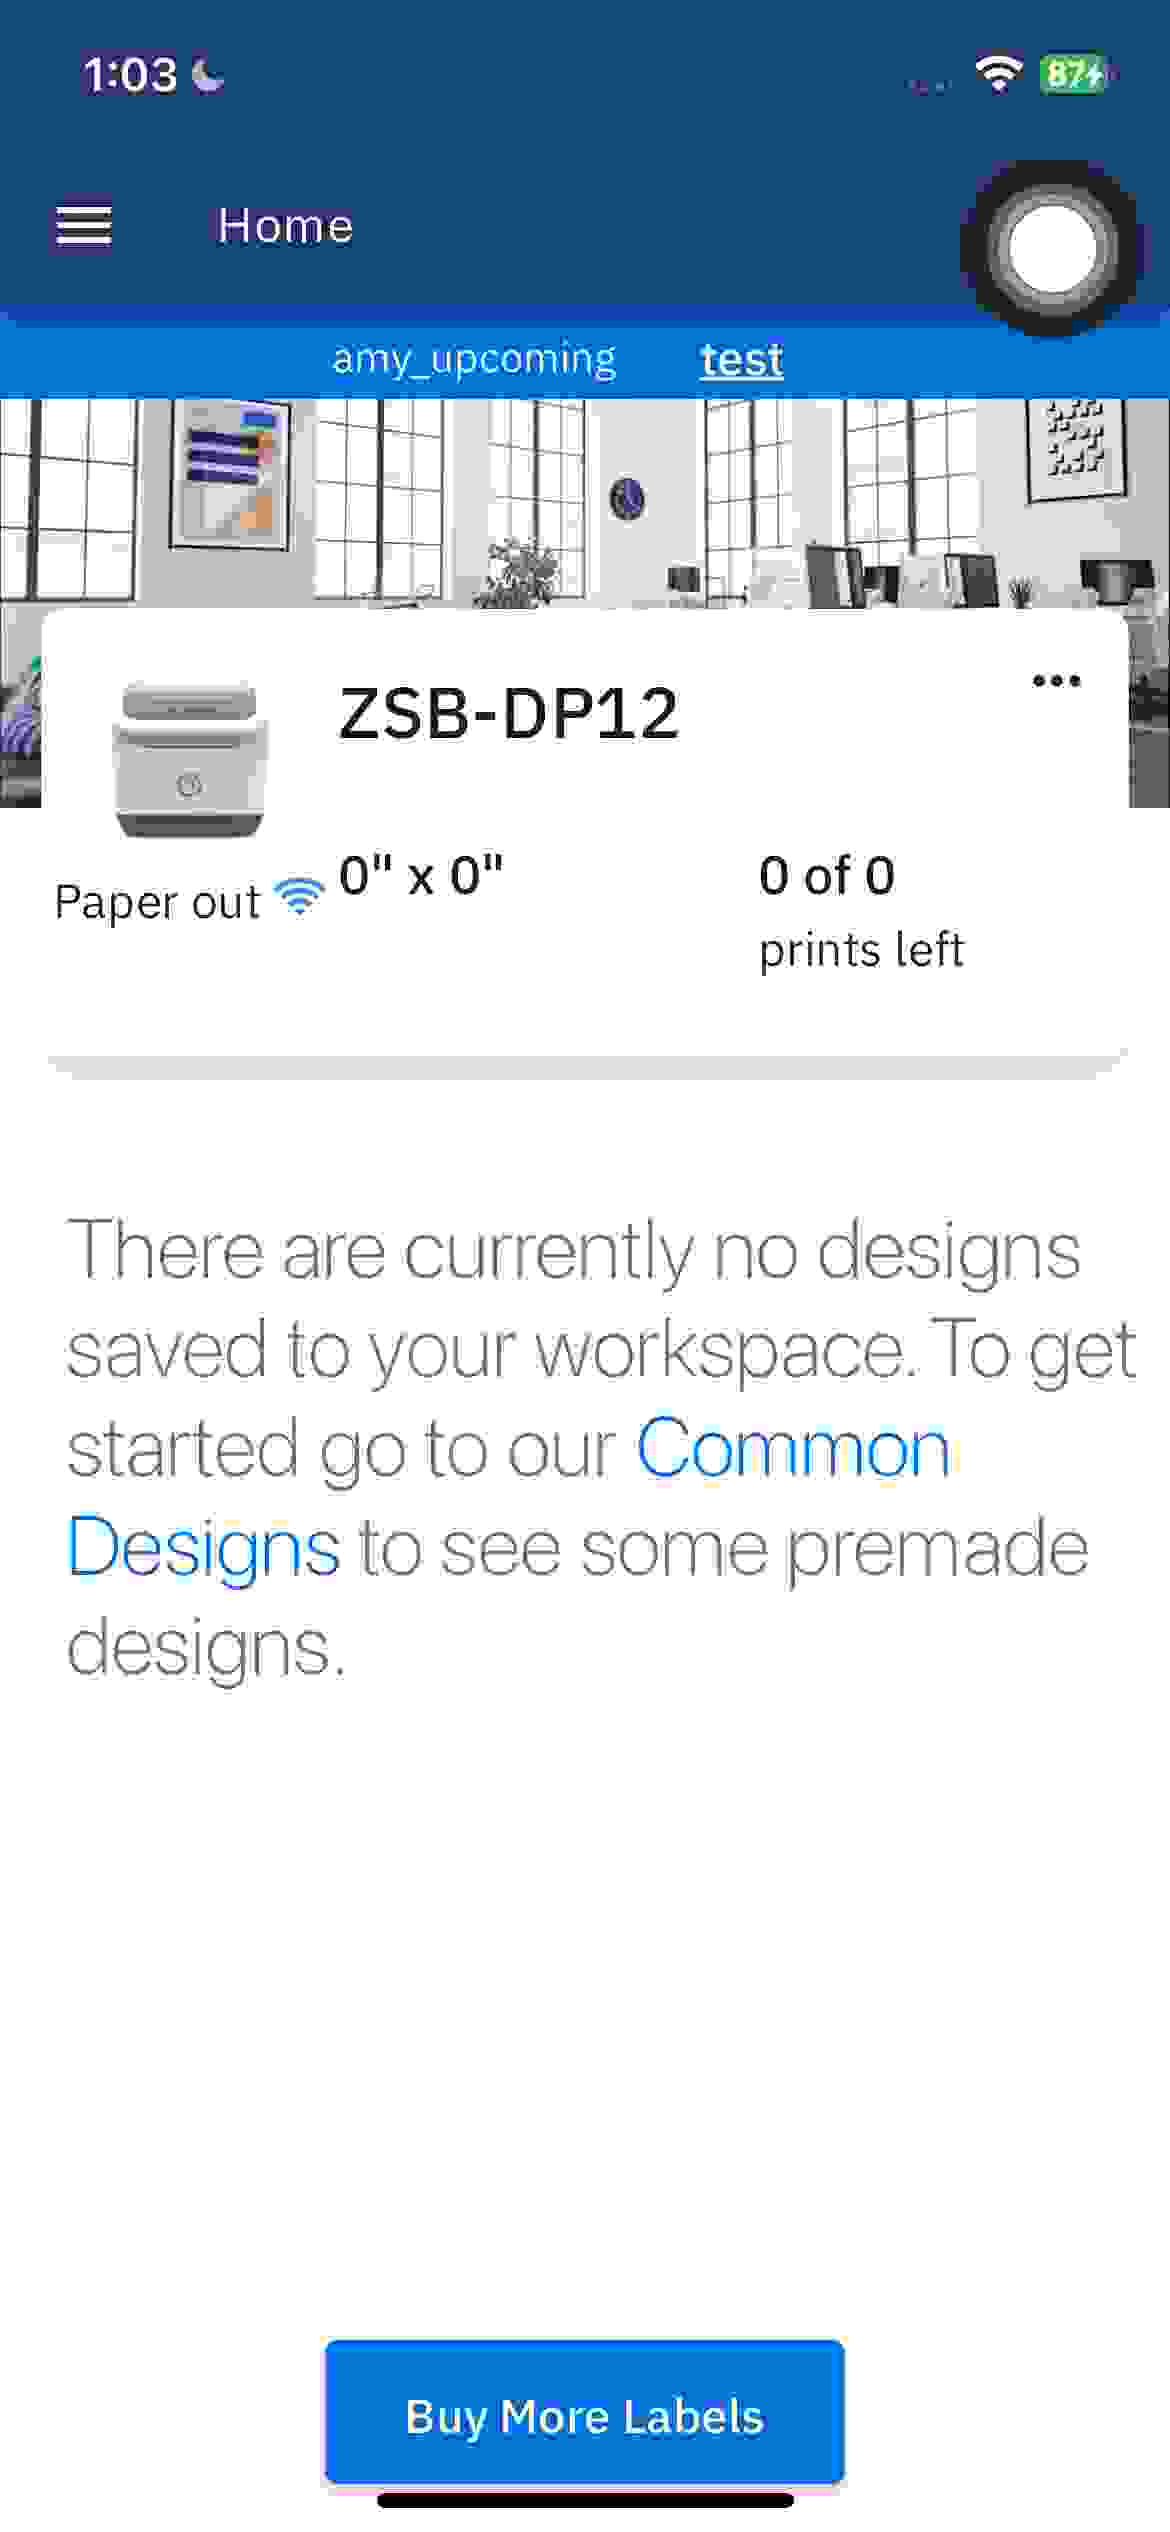 1:03
87
Home
amy_upcoming test
ZSB-DP12
Paper out
0" x 0"
0 of 0
prints left
There are currently no designs
saved to your workspace. To get
started go to our Common
Designs to see some premade
designs.
Buy More Labels